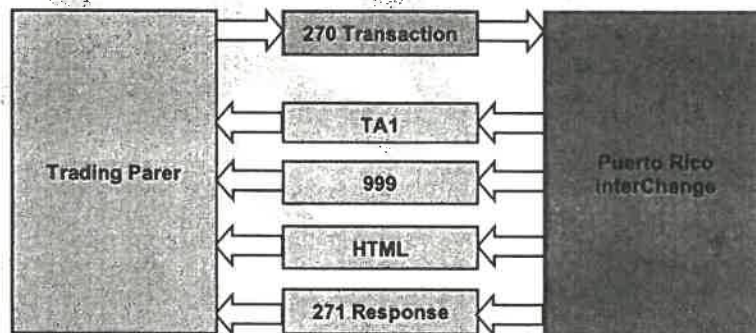 270 Transaction
TA1
Trading Parer
999
Puerto Rico
interChange
HTML
271 Response